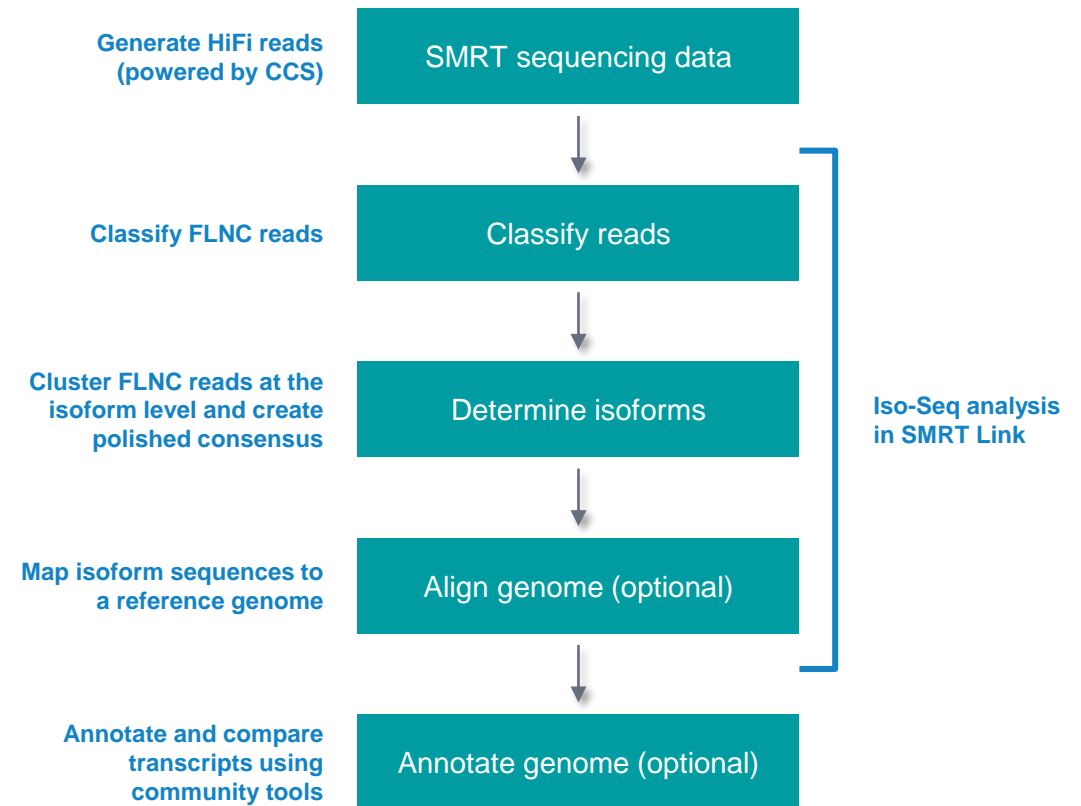 Generate HiFi reads
(powered by CCS)
SMRT sequencing data
Classify FLNC reads
Classify reads
Cluster FLNC reads at the
isoform level and create
polished consensus
Determine isoforms
Iso-Seq analysis
in SMRT Link
Map isoform sequences to
a reference genome
Align genome (optional)
Annotate and compare
transcripts using
community tools
Annotate genome (optional)